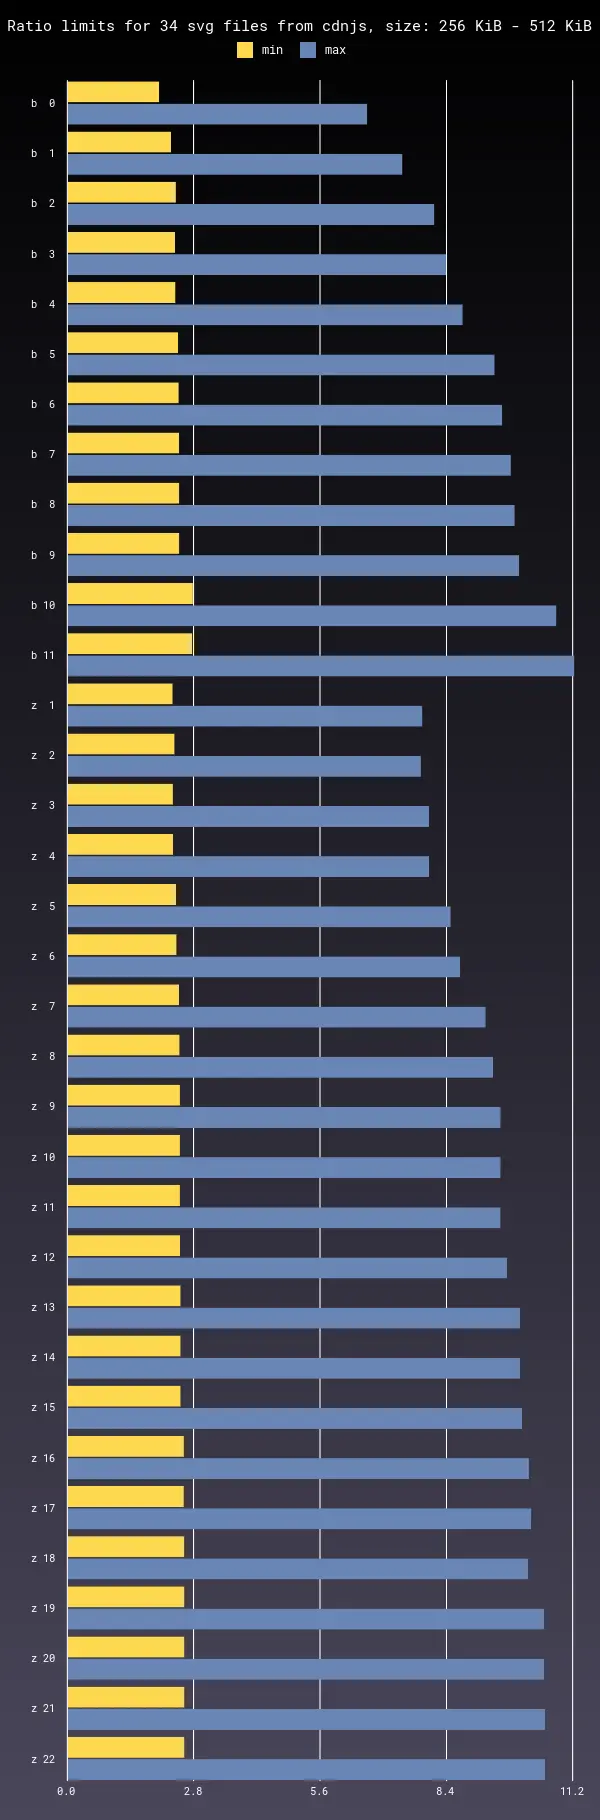 Ratio limits for 34 svg files from cdnjs, size: 256 KiB - 512 KiB
min max
b 0
b 1
b 2
b 3
b 4
b 5
b 6
b 7
b 8
b 9
b 10
b 11
z 1
z 2
z 3
z 4
z 5
z 6
z 7
z 8
z 9
z 10
z 11
z 12
z 13
z 14
z 15
z 16
z 17
z 18
z 19
z 20
z 21
z 22
0.0 2.8 5.6 8.4 11.2